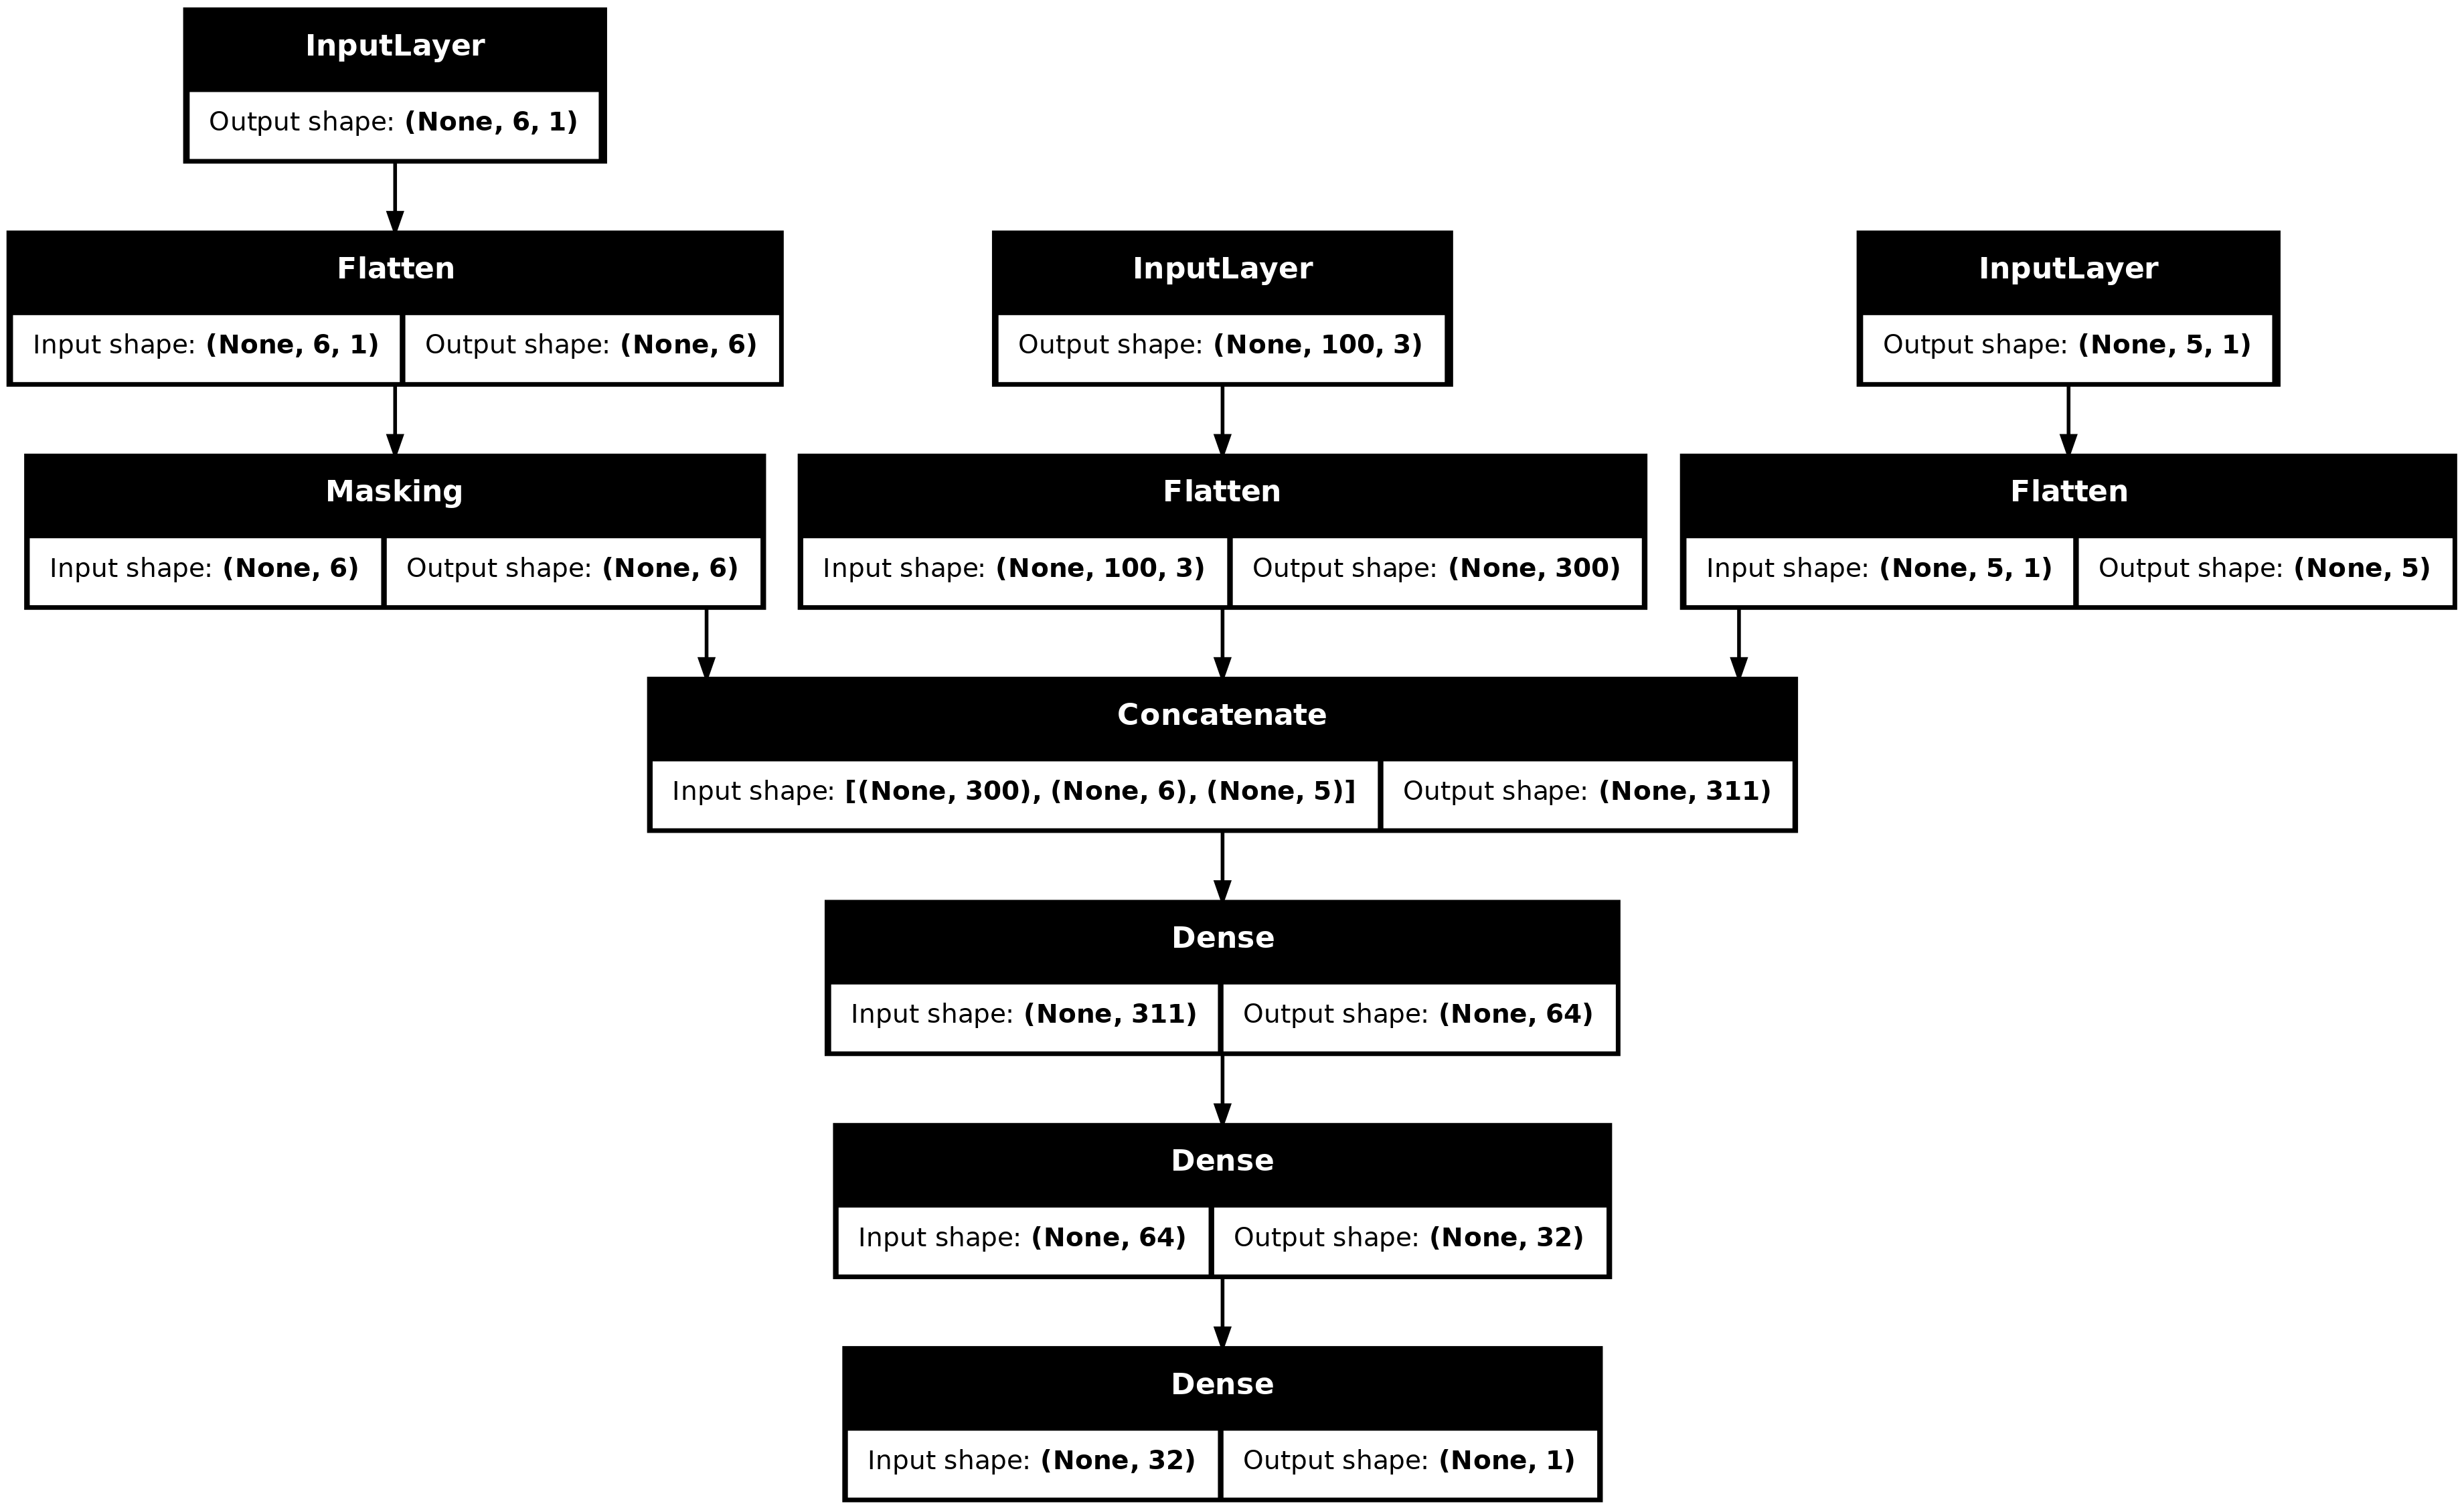 InputLayer
Output shape: (None, 6, 1)
Flatten
Input shape: (None, 6, 1) Output shape: (None, 6)
InputLayer
Output shape: (None, 100, 3)
InputLayer
Output shape: (None, 5, 1)
Masking
Input shape: (None, 6) Output shape: (None, 6)
Flatten
Input shape: (None, 100, 3) Output shape: (None, 300)
Flatten
Input shape: (None, 5, 1) Output shape: (None, 5)
Concatenate
Input shape: [(None, 300), (None, 6), (None, 5)] Output shape: (None, 311)
Dense
Input shape: (None, 311) Output shape: (None, 64)
Dense
Input shape: (None, 64) Output shape: (None, 32)
Dense
Input shape: (None, 32) Output shape: (None, 1)